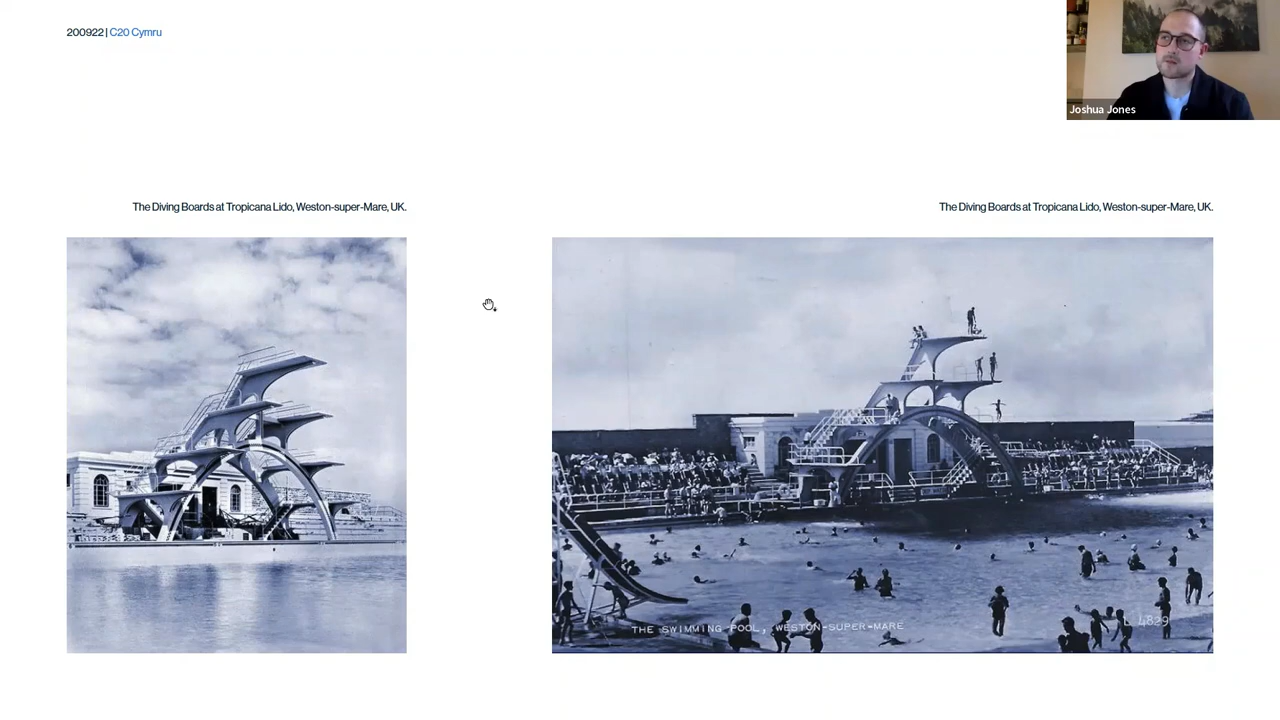 200922 | C20 Cymru
Joshua Jones
The Diving Boards at Tropicana Lido, Weston-super-Mare, UK.
The Diving Boards at Tropicana Lido, Weston-super-Mare, UK.
THE SWIMMING POOL, WESTON-SUPER-MARE
L 4829